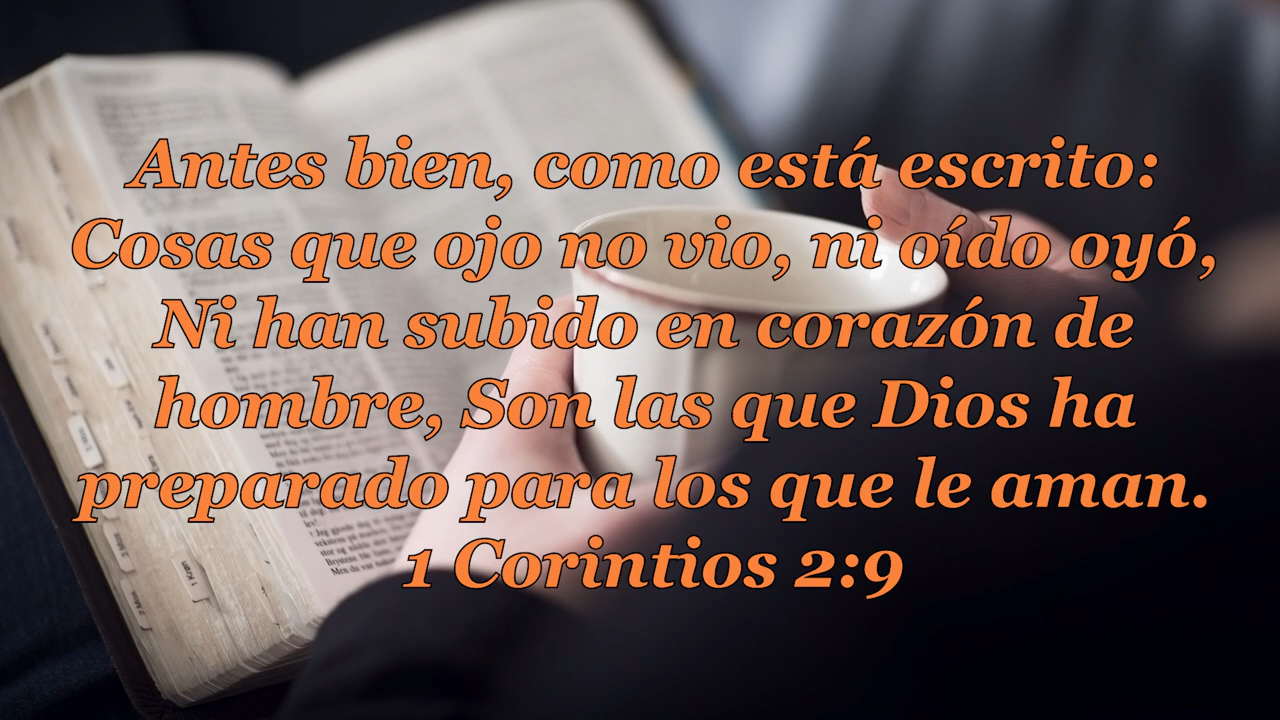 Antes bien, como está escrito:
Cosas que ojo no vio, ni oído oyó,
Ni han subido en corazón de
hombre, Son las que Dios ha
preparado para los que le aman.
1 Corintios 2:9